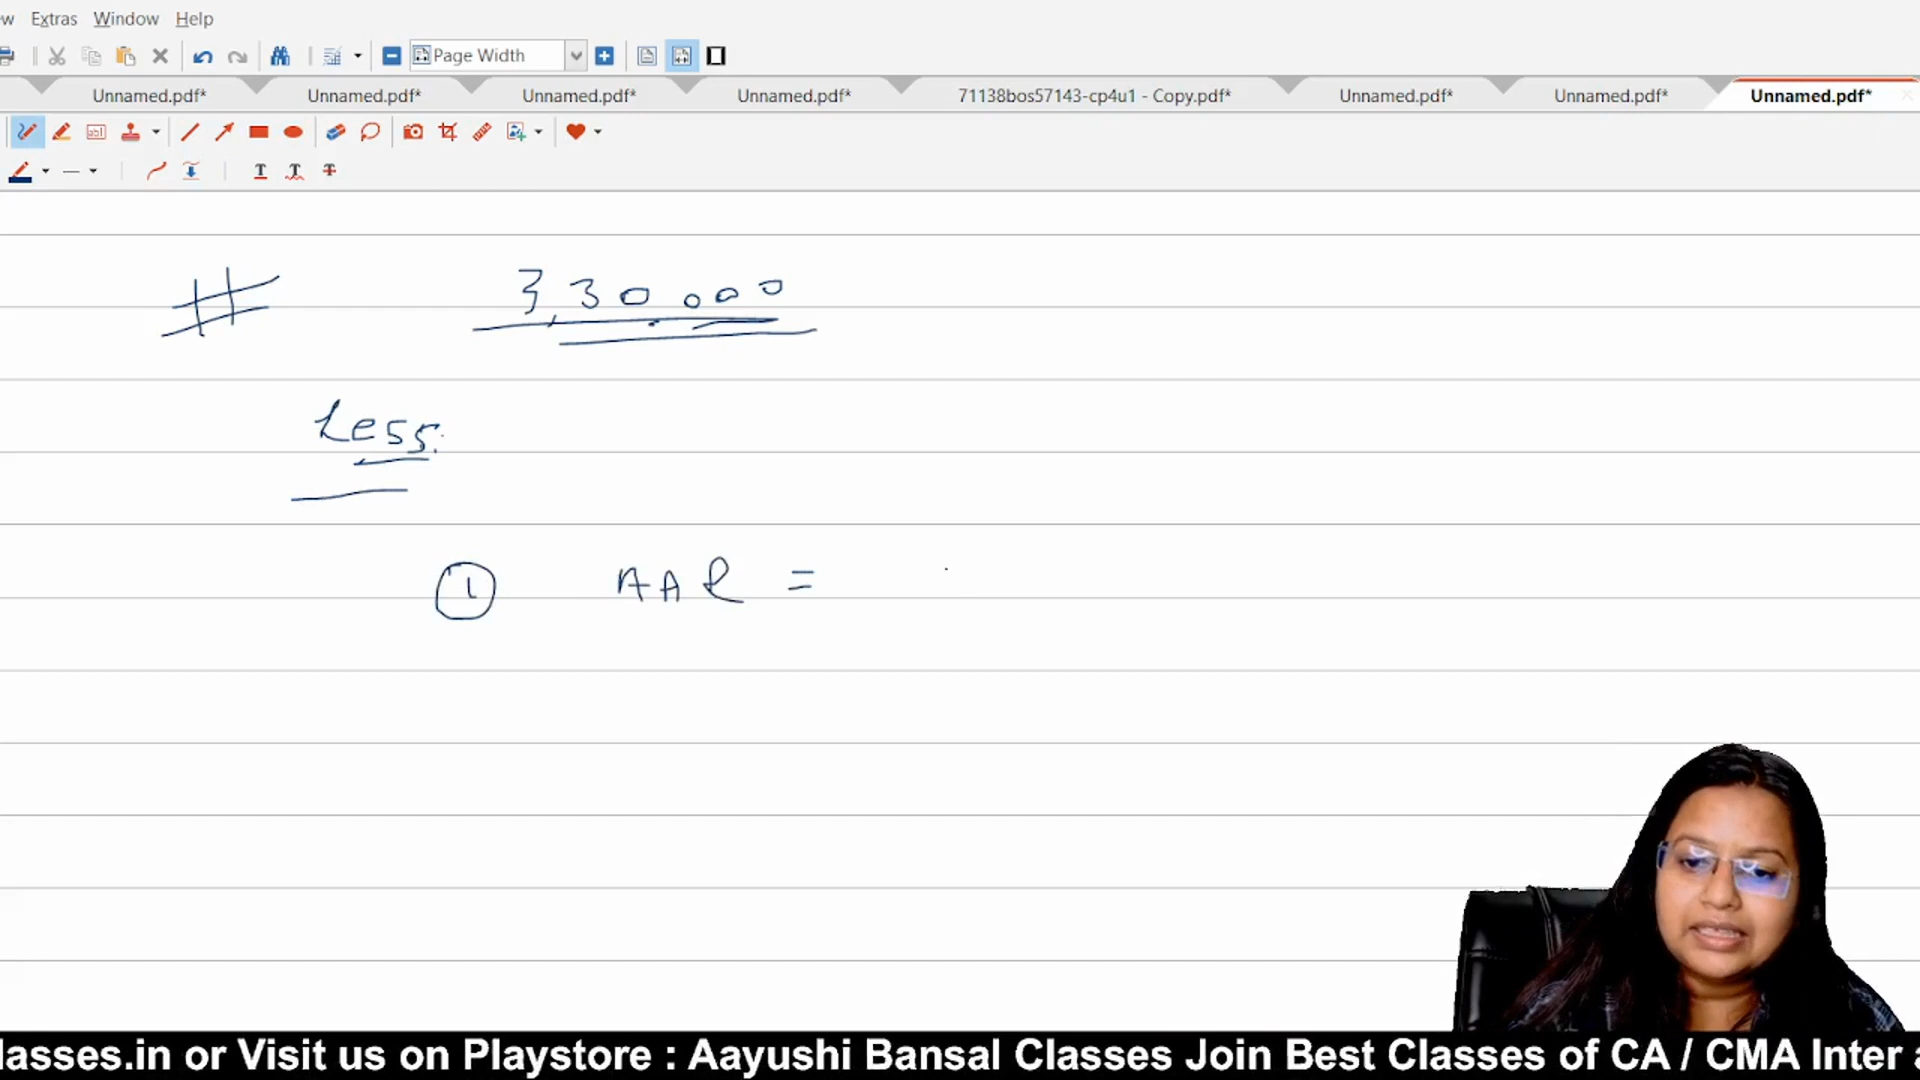 Extras Window Help
Page Width
Unnamed.pdf* Unnamed.pdf* Unnamed.pdf* Unnamed.pdf* 71138bos57143-cp4u1 - Copy.pdf* Unnamed.pdf* Unnamed.pdf* Unnamed.pdf*
# 3,30,000
Less:
1 AAR =
lasses.in or Visit us on Playstore : Aayushi Bansal Classes Join Best Classes of CA / CMA Inter a